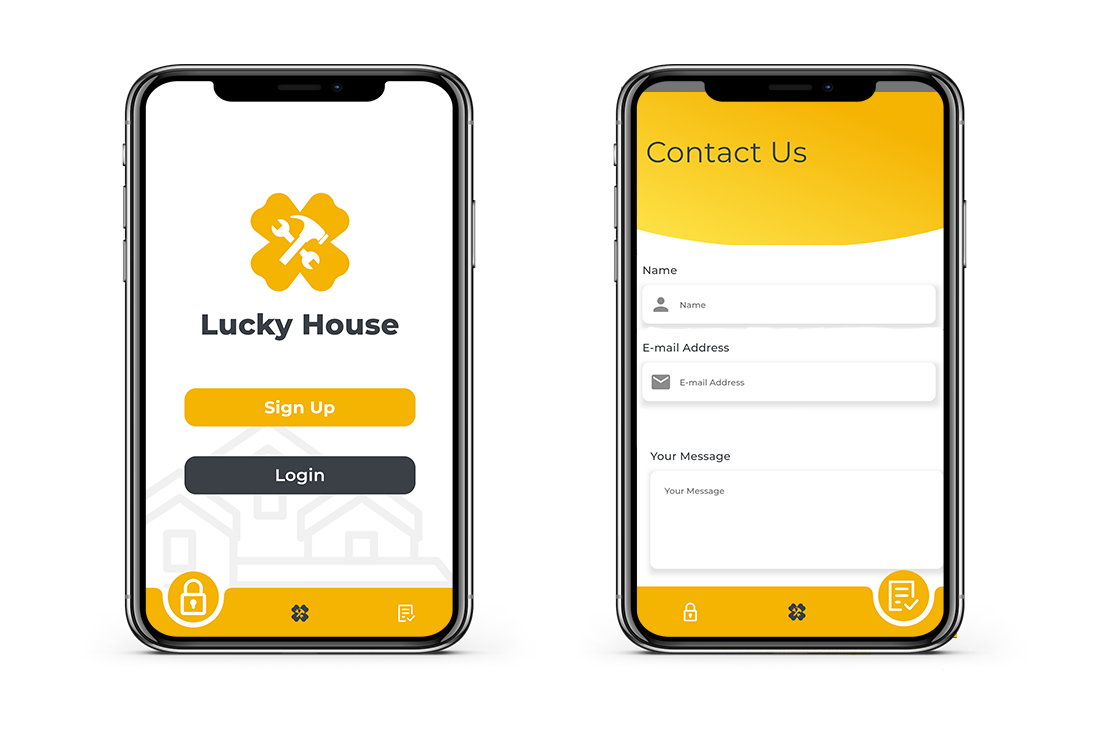 Lucky House
Sign Up
Login
Contact Us
Name
Name
E-mail Address
E-mail Address
Your Message
Your Message